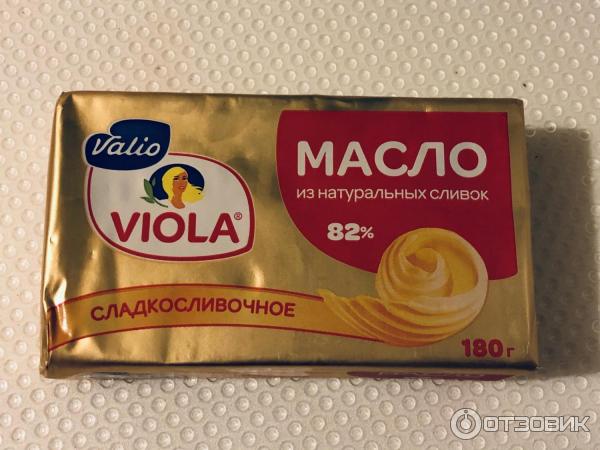 Valio
VIOLA®
МАСЛО
из натуральных сливок
82%
СЛАДКОСЛИВОЧНОЕ
180 г
ОТЗОВИК